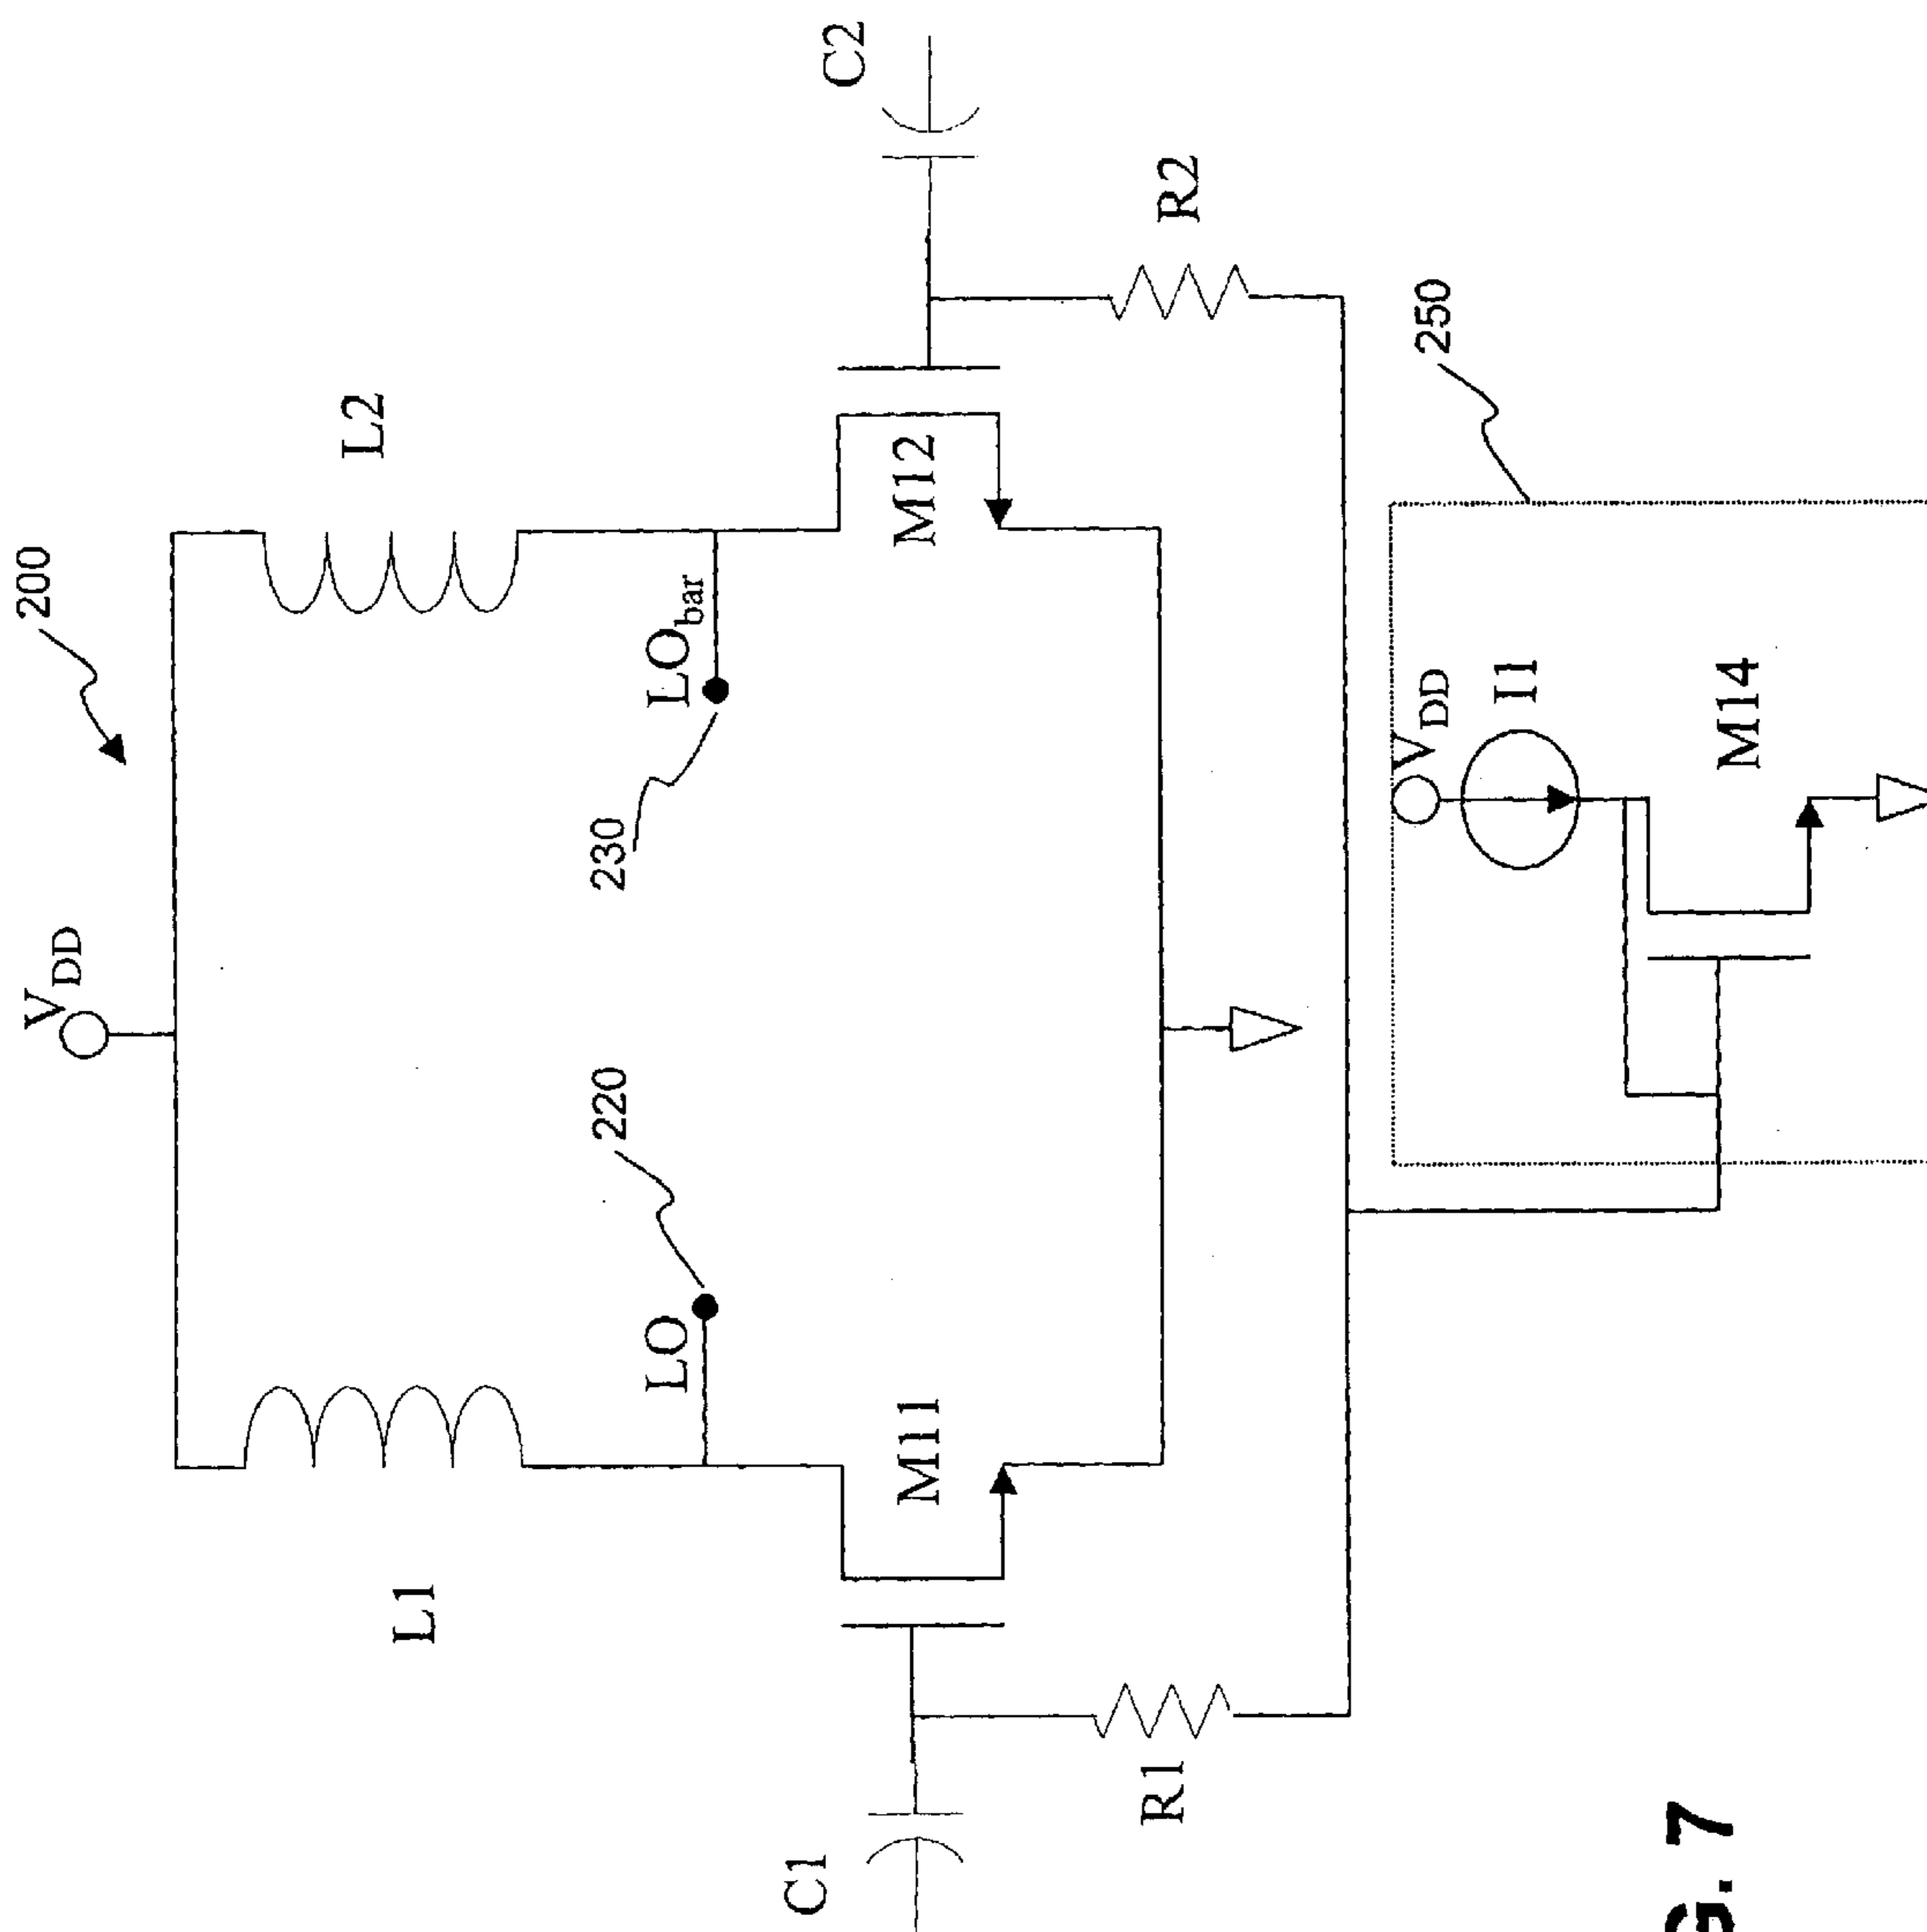 200
V_DD
L1
L2
220
230
LO
LO_bar
M11
M12
C1
C2
R1
R2
250
V_DD
I1
M14
G. 7